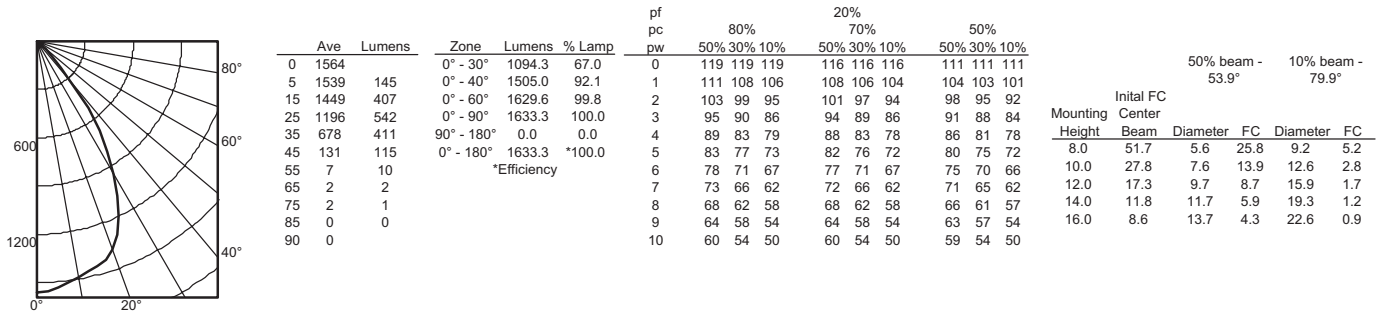 600
1200
0°
20°
40°
60°
80°
Ave Lumens
0 1564
5 1539 145
15 1449 407
25 1196 542
35 678 411
45 131 115
55 7 10
65 2 2
75 2 1
85 0 0
90 0
Zone Lumens % Lamp
0° - 30° 1094.3 67.0
0° - 40° 1505.0 92.1
0° - 60° 1629.6 99.8
0° - 90° 1633.3 100.0
90° - 180° 0.0 0.0
0° - 180° 1633.3 *100.0
*Efficiency
pf 20%
pc 80% 70% 50%
pw 50% 30% 10% 50% 30% 10% 50% 30% 10%
0 119 119 119 116 116 116 111 111 111
1 111 108 106 108 106 104 104 103 101
2 103 99 95 101 97 94 98 95 92
3 95 90 86 94 89 86 91 88 84
4 89 83 79 88 83 78 86 81 78
5 83 77 73 82 76 72 80 75 72
6 78 71 67 77 71 67 75 70 66
7 73 66 62 72 66 62 71 65 62
8 68 62 58 68 62 58 66 61 57
9 64 58 54 64 58 54 63 57 54
10 60 54 50 60 54 50 59 54 50
50% beam - 10% beam -
53.9° 79.9°
Inital FC
Mounting Center
Height Beam Diameter FC Diameter FC
8.0 51.7 5.6 25.8 9.2 5.2
10.0 27.8 7.6 13.9 12.6 2.8
12.0 17.3 9.7 8.7 15.9 1.7
14.0 11.8 11.7 5.9 19.3 1.2
16.0 8.6 13.7 4.3 22.6 0.9